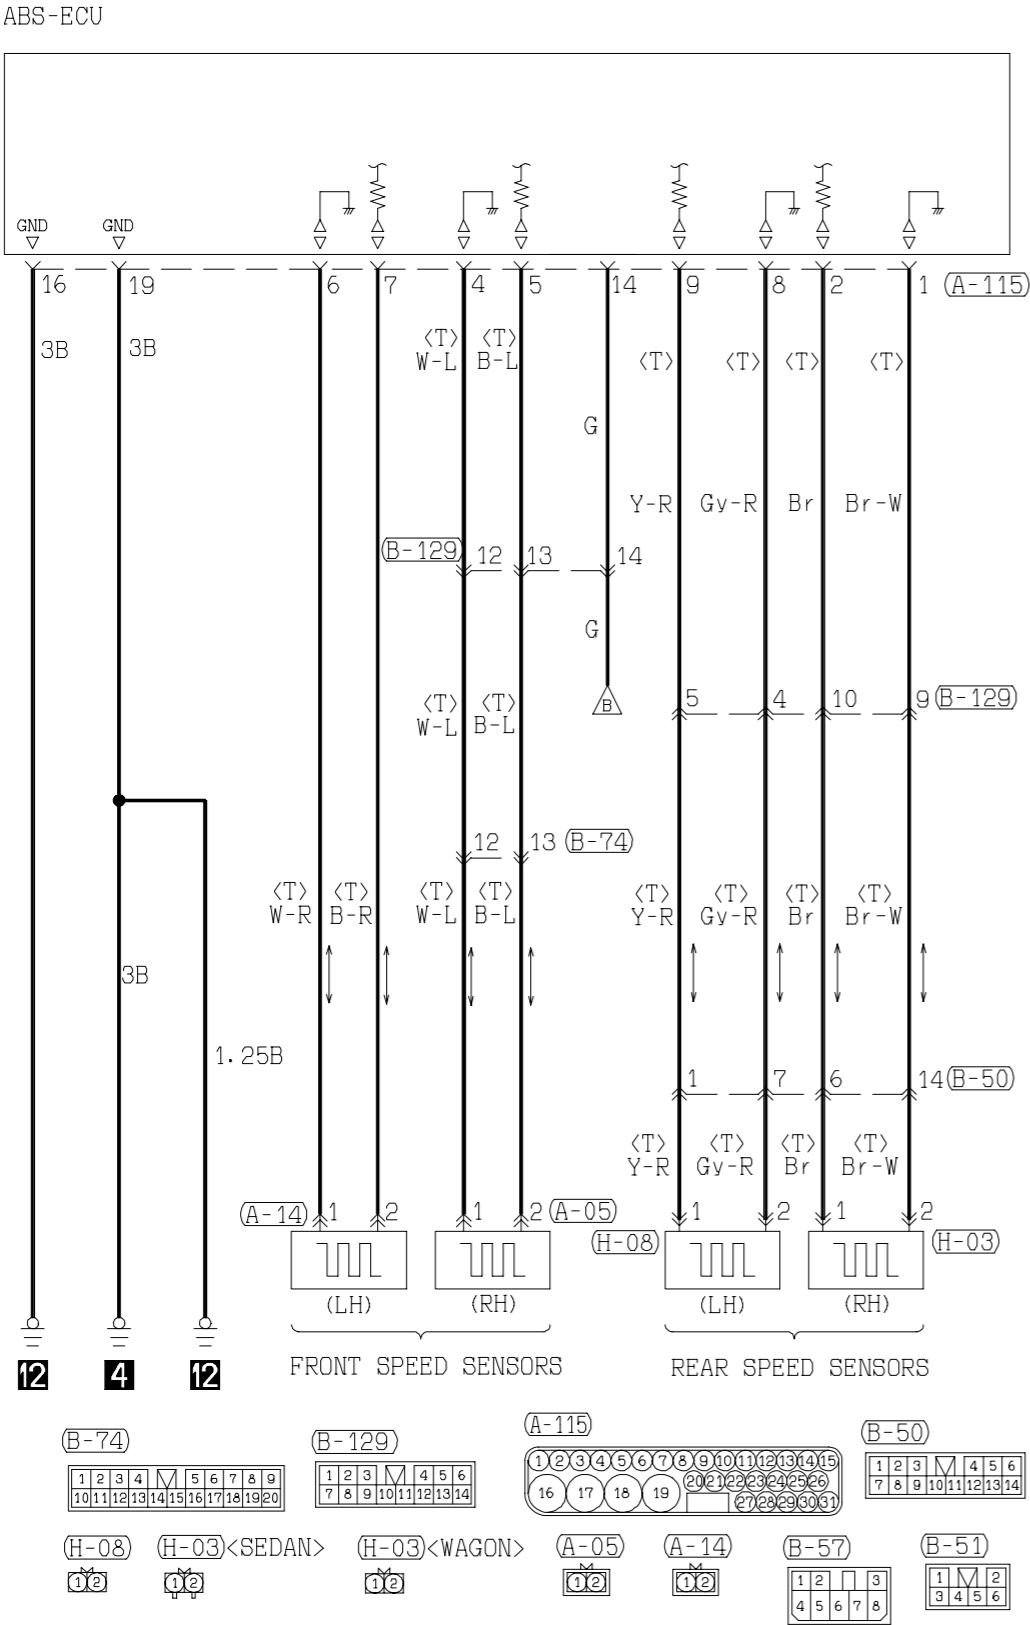 ABS-ECU
GND GND
16 19 6 7 4 5 14 9 8 2 1 (A-115)
3B 3B
<T> <T> <T> <T> <T> <T>
W-L B-L
G
Y-R Gy-R Br Br-W
(B-129) 12 13 14
G
B
5 4 10 9 (B-129)
<T> <T>
W-L B-L
12 13 (B-74)
<T> <T> <T> <T> <T> <T> <T> <T>
W-R B-R W-L B-L Y-R Gy-R Br Br-W
3B
1.25B
1 7 6 14 (B-50)
<T> <T> <T> <T>
Y-R Gy-R Br Br-W
(A-14) 1 2 1 2 (A-05) 1 2 1 2
(H-08) (H-03)
(LH) (RH) (LH) (RH)
12 4 12
FRONT SPEED SENSORS REAR SPEED SENSORS
(B-74) (B-129) (A-115) (B-50)
1 2 3 4 5 6 7 8 9
10 11 12 13 14 15 16 17 18 19 20
1 2 3 4 5 6
7 8 9 10 11 12 13 14
1 2 3 4 5 6 7 8 9 10 11 12 13 14 15
16 17 18 19 20 21 22 23 24 25 26
27 28 29 30 31
1 2 3 4 5 6
7 8 9 10 11 12 13 14
(H-08) (H-03)<SEDAN> (H-03)<WAGON> (A-05) (A-14) (B-57) (B-51)
1 2 1 2 1 2 1 2 1 2
1 2 3
4 5 6 7 8
1 2
3 4 5 6